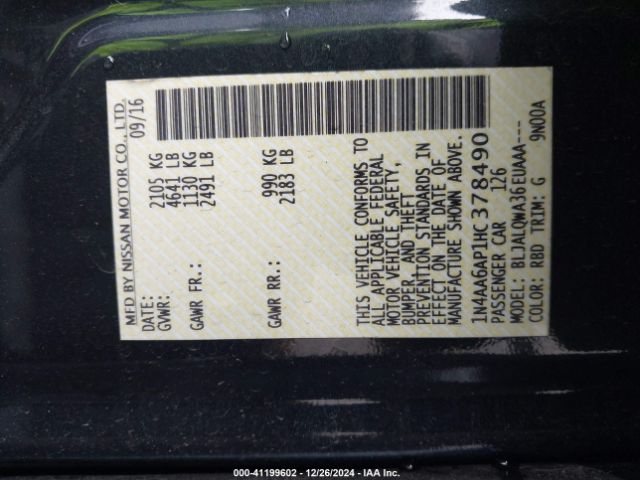 MFD BY NISSAN MOTOR CO., LTD.
DATE: 09/16
GVWR: 2105 KG
4641 LB
GAWR FR.: 1130 KG
2491 LB
GAWR RR.: 990 KG
2183 LB
THIS VEHICLE CONFORMS TO
ALL APPLICABLE FEDERAL
MOTOR VEHICLE SAFETY,
BUMPER, AND THEFT
PREVENTION STANDARDS IN
EFFECT ON THE DATE OF
MANUFACTURE SHOWN ABOVE.
1N4AA6AP1HC378490
PASSENGER CAR 126
MODEL: BLJALQWA36EUAAA---
COLOR: RBD TRIM: G 9N00A
000-41199602 - 12/26/2024 - IAA Inc.